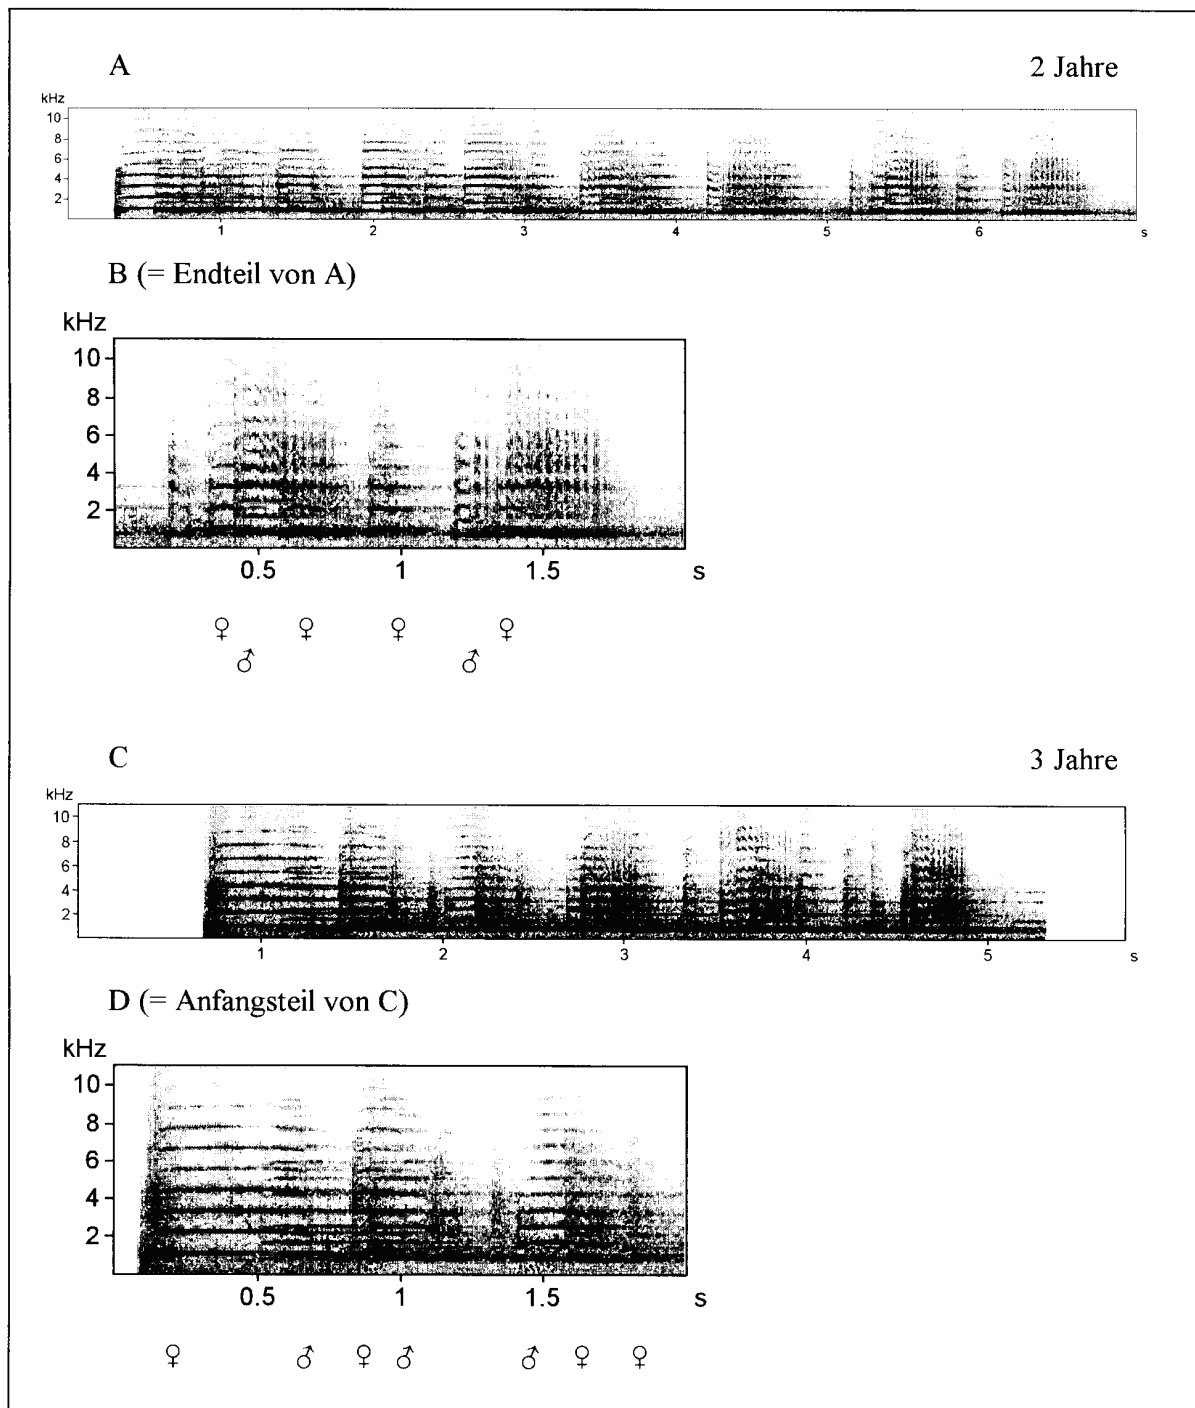 A 2 Jahre
kHz
10
8
6
4
2
1 2 3 4 5 6 s
B (= Endteil von A)
kHz
10
8
6
4
2
0.5 1 1.5 s
♀ ♀ ♀ ♀
♂ ♂
C 3 Jahre
kHz
10
8
6
4
2
1 2 3 4 5 s
D (= Anfangsteil von C)
kHz
10
8
6
4
2
0.5 1 1.5 s
♀ ♂ ♀ ♂ ♂ ♀ ♀